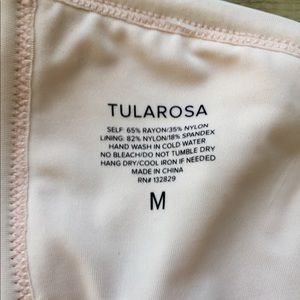 TULAROSA
SELF: 65% RAYON/35% NYLON
LINING: 82% NYLON/18% SPANDEX
HAND WASH IN COLD WATER
NO BLEACH/DO NOT TUMBLE DRY
HANG DRY/COOL IRON IF NEEDED
MADE IN CHINA
RN# 132829
M